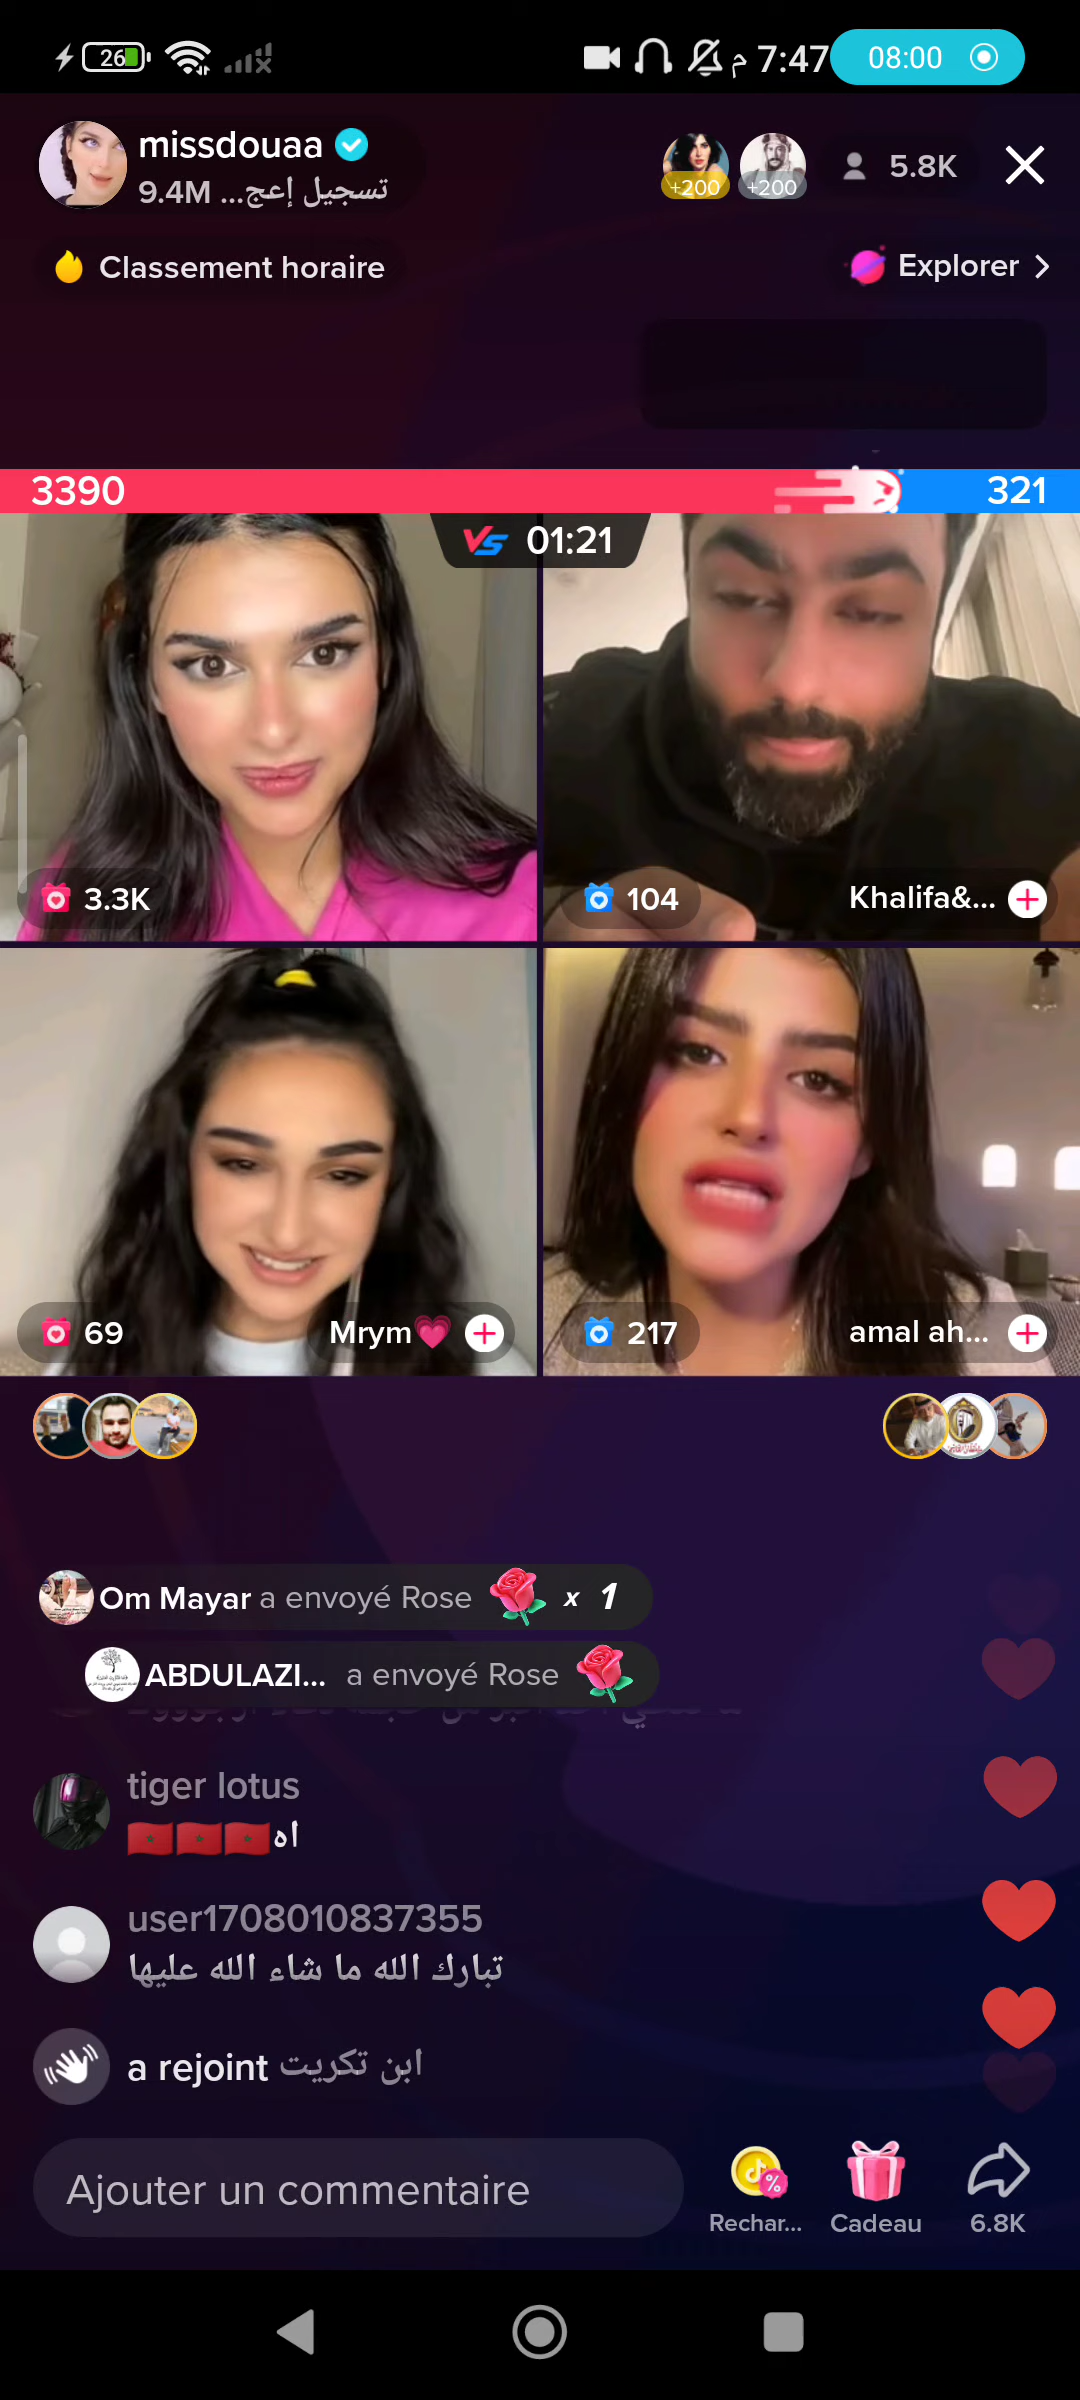 26
م 7:47
08:00
missdouaa
9.4M ...تسجيل إعج
+200
+200
5.8K
Classement horaire
Explorer
3390
321
VS 01:21
3.3K
104
Khalifa&...
69
Mrym
217
amal ah...
Om Mayar a envoyé Rose x 1
ABDULAZI... a envoyé Rose
tiger lotus
اه
user1708010837355
تبارك الله ما شاء الله عليها
a rejoint ابن تكريت
Ajouter un commentaire
Rechar...
Cadeau
6.8K